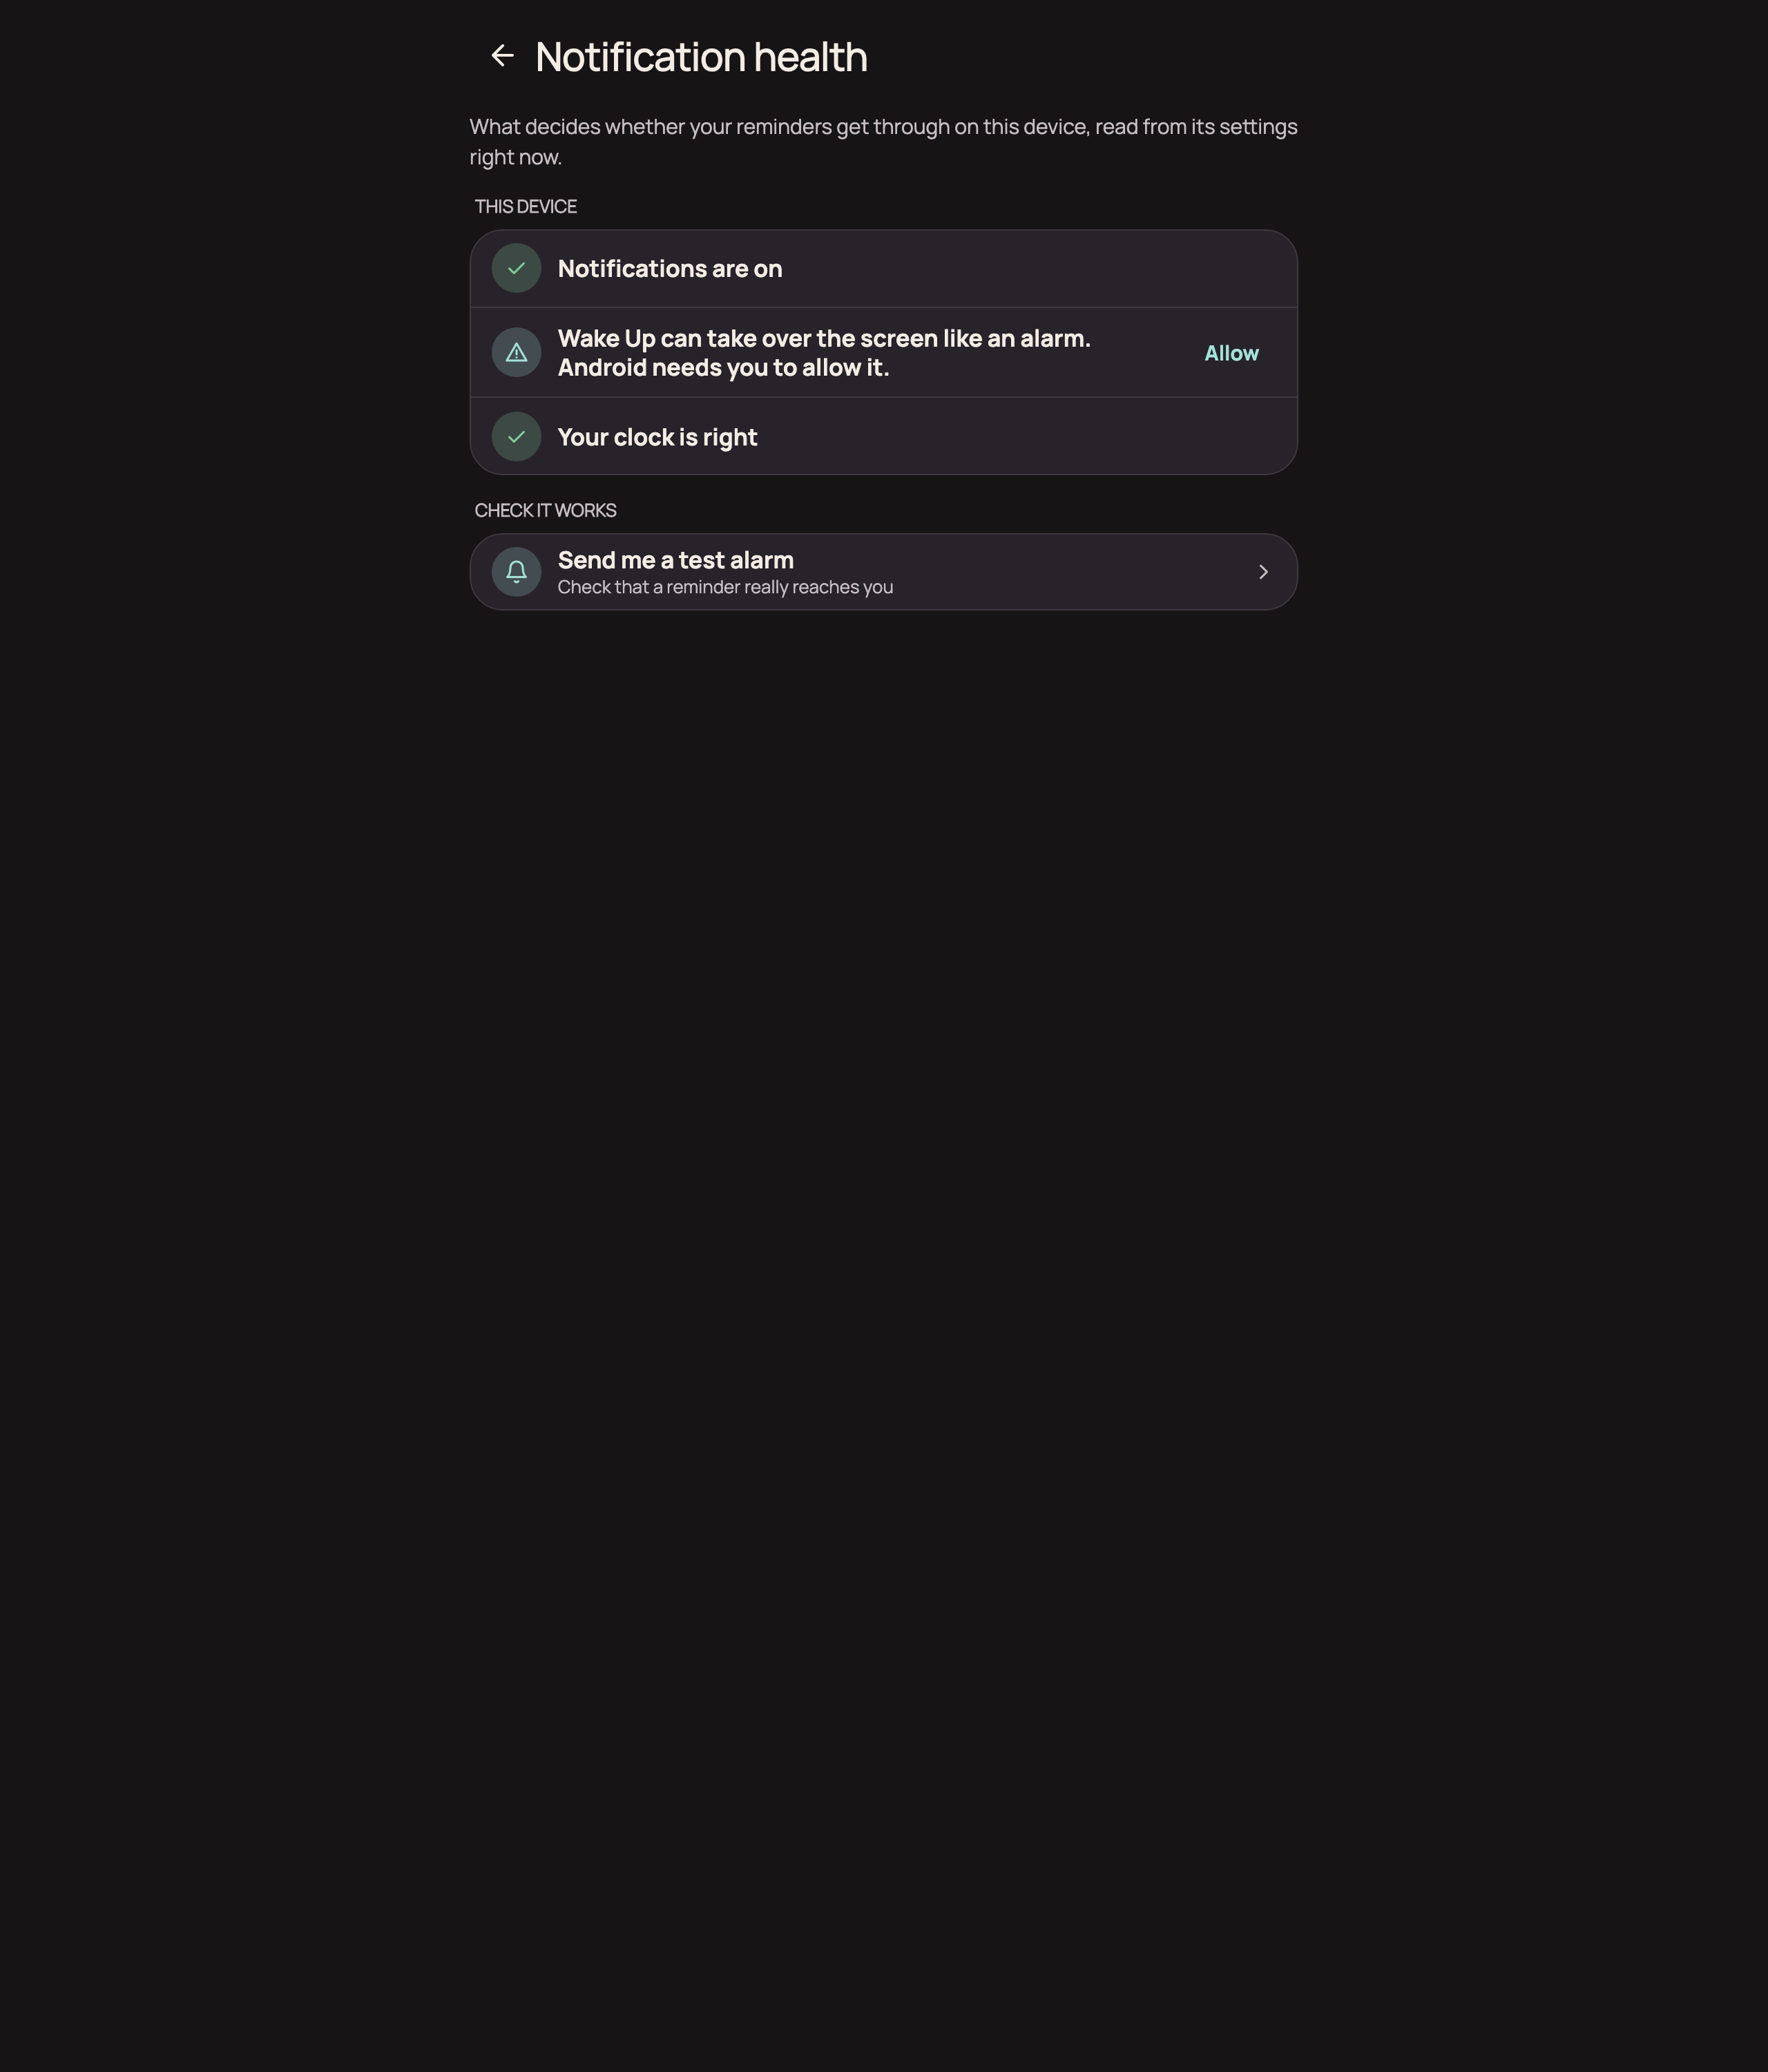 Notification health
What decides whether your reminders get through on this device, read from its settings
right now.
THIS DEVICE
Notifications are on
Wake Up can take over the screen like an alarm.
Android needs you to allow it.
Allow
Your clock is right
CHECK IT WORKS
Send me a test alarm
Check that a reminder really reaches you